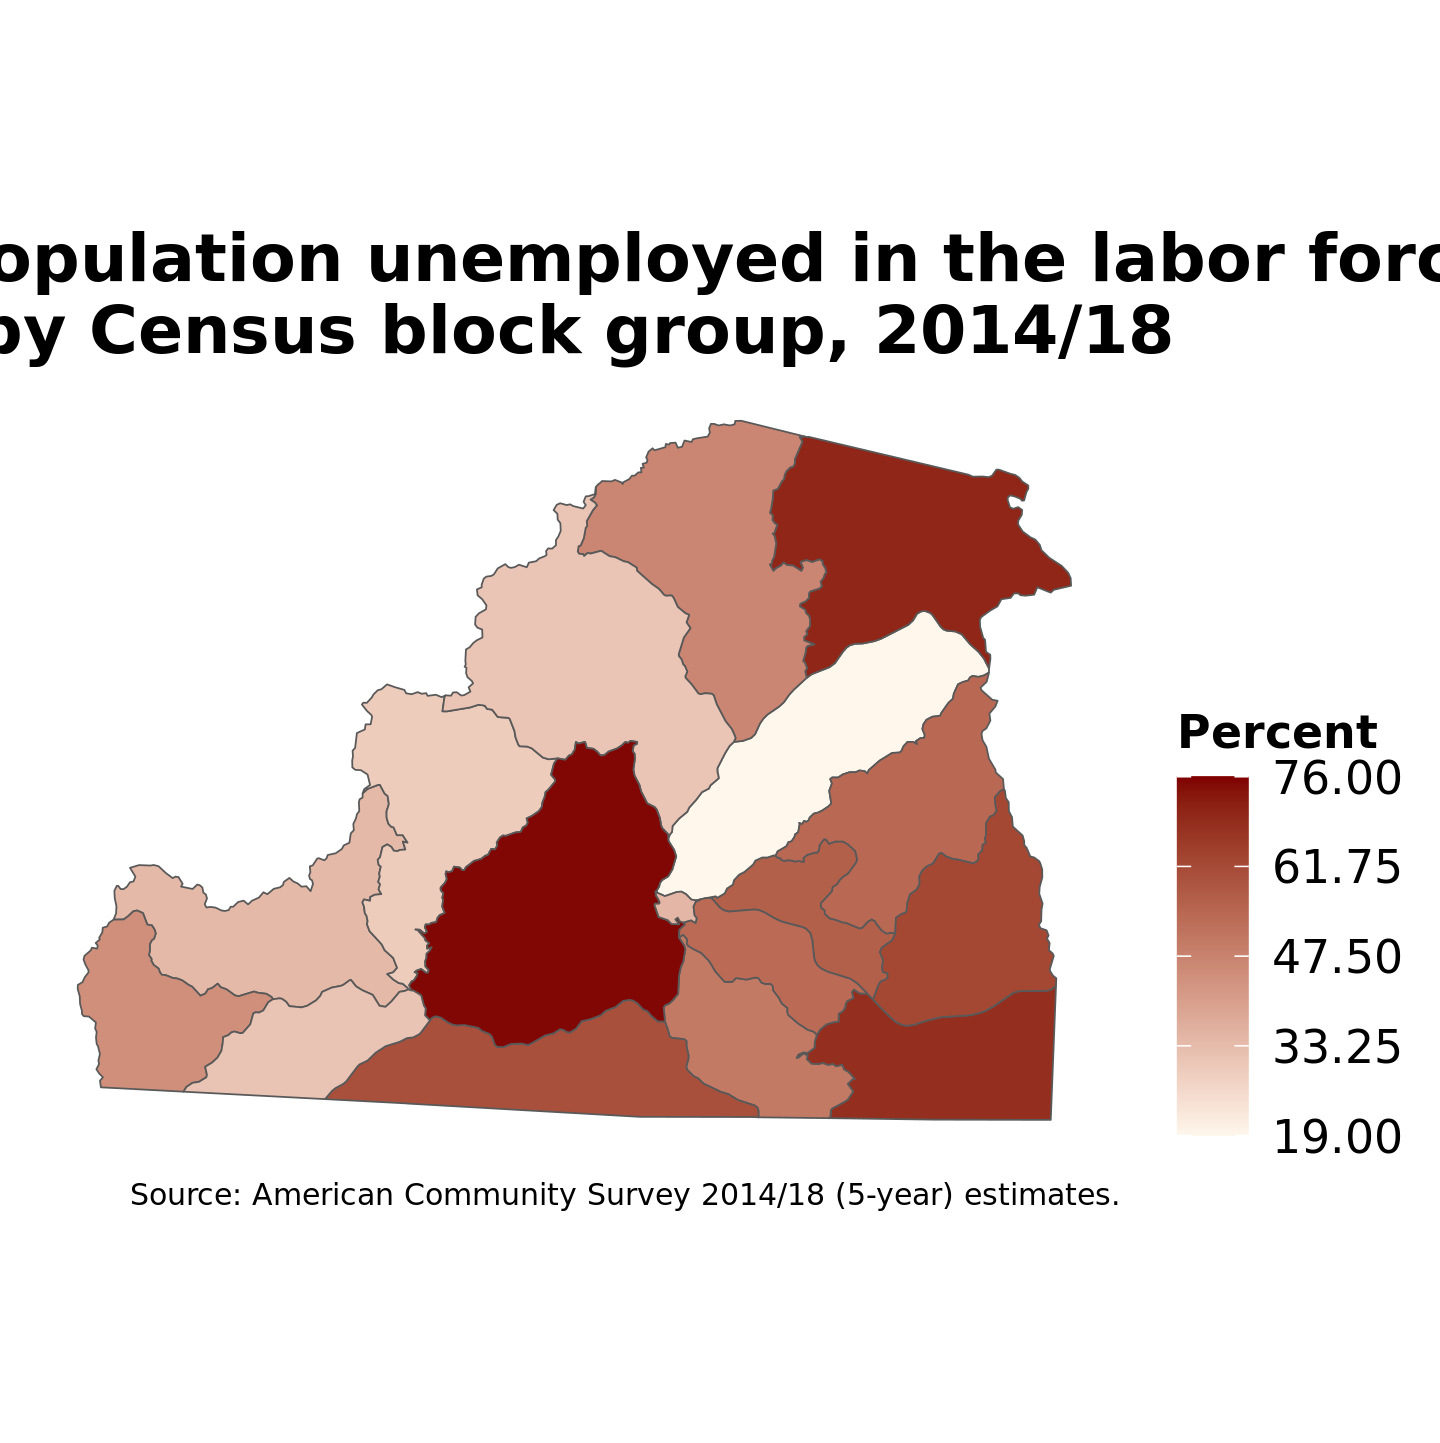 opulation unemployed in the labor forc
by Census block group, 2014/18
Percent
76.00
61.75
47.50
33.25
19.00
Source: American Community Survey 2014/18 (5-year) estimates.